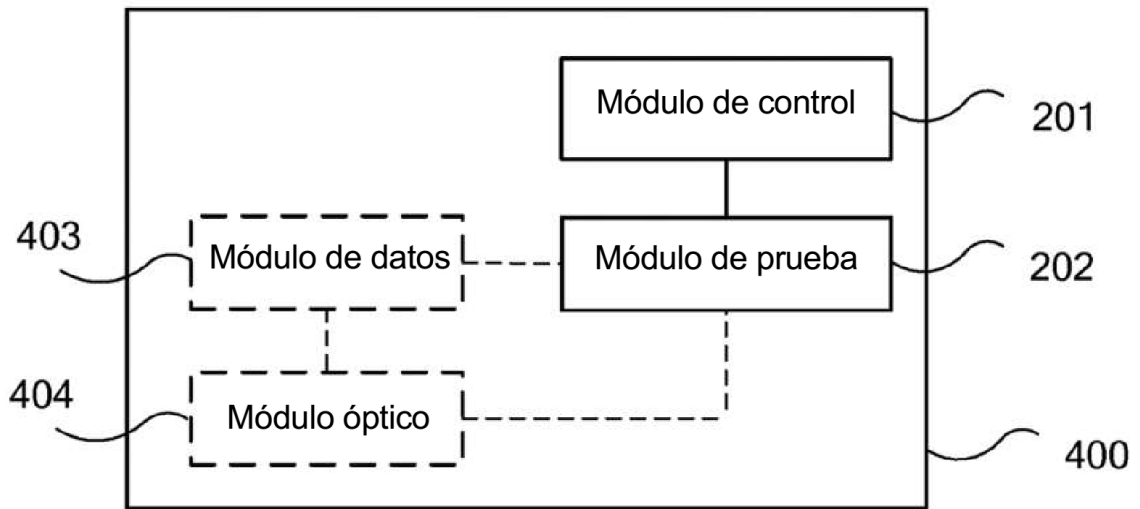 Módulo de control
201
403
Módulo de datos
Módulo de prueba
202
404
Módulo óptico
400